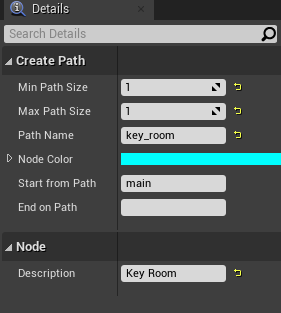 Details
Search Details
Create Path
Min Path Size 1
Max Path Size 1
Path Name key_room
Node Color
Start from Path main
End on Path
Node
Description Key Room